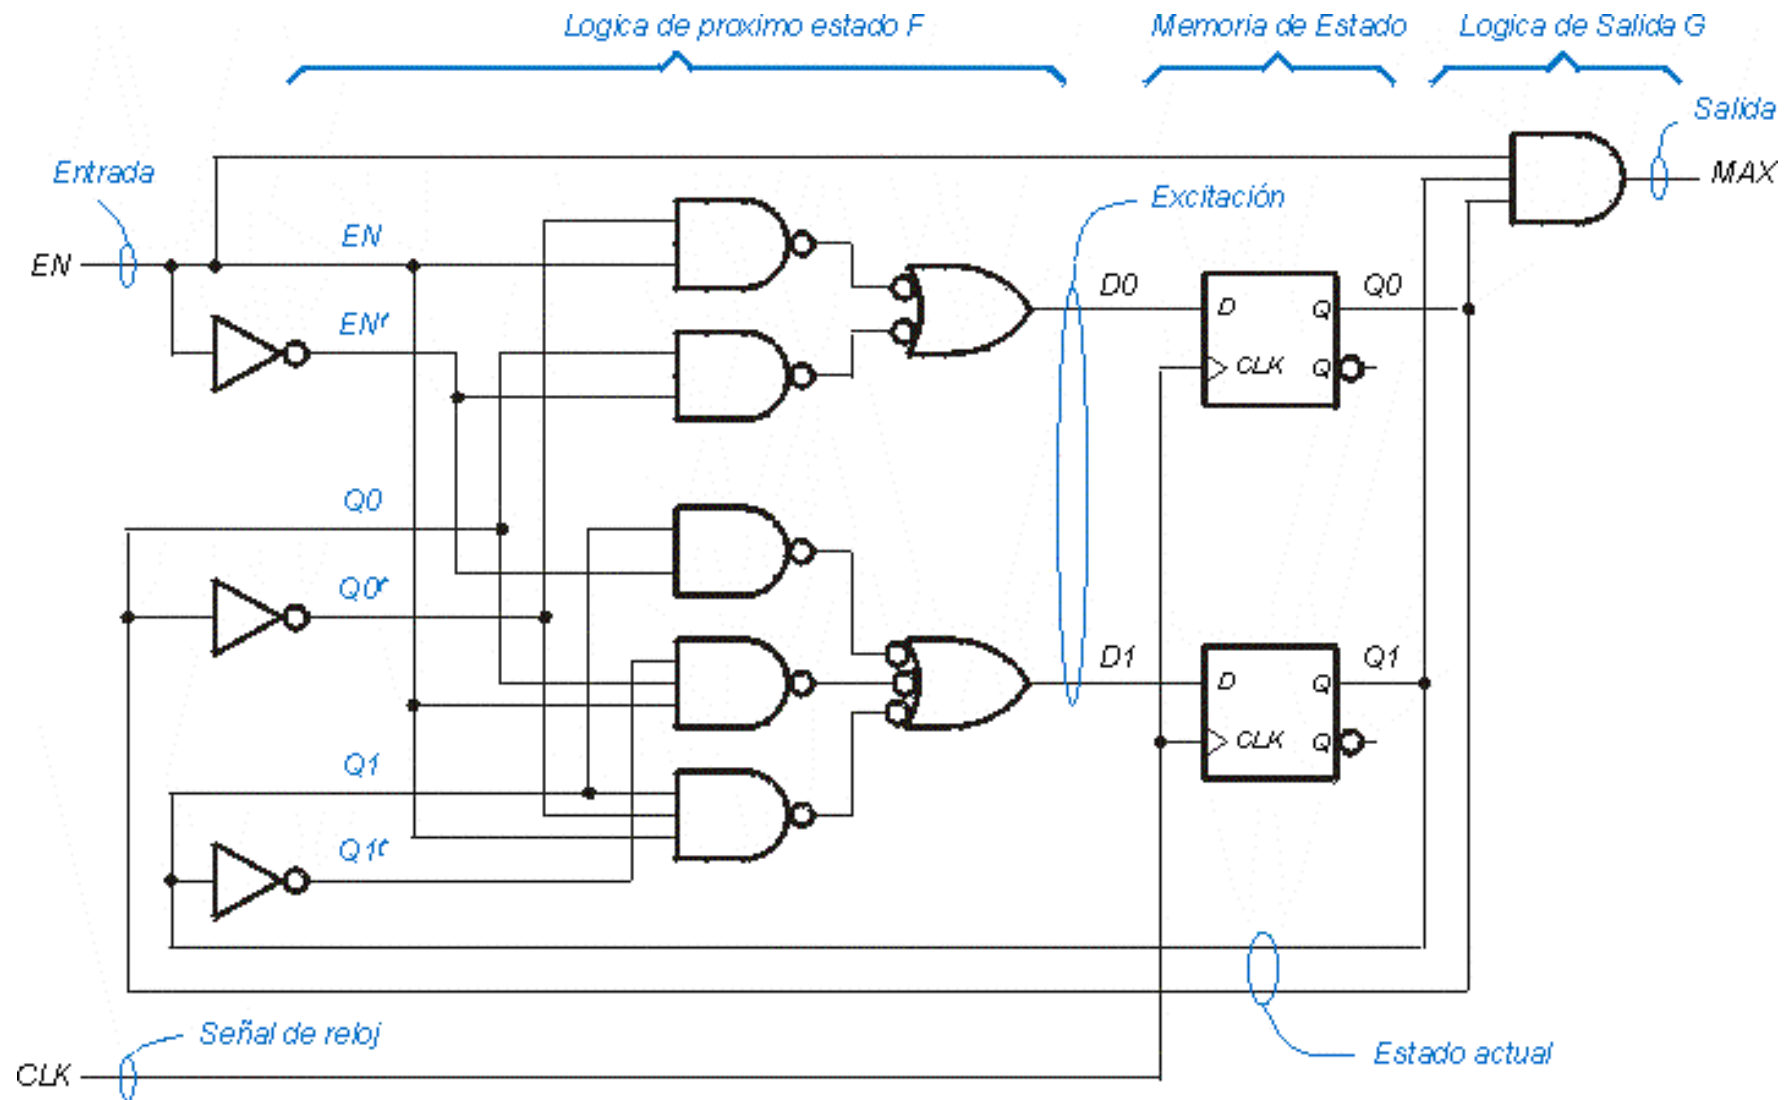 Logica de proximo estado F
Memoria de Estado
Logica de Salida G
Salida
Entrada
MAX
Excitación
EN
EN
D0
Q0
D
Q
EN'
CLK
Q
Q0
Q0'
D1
Q1
D
Q
CLK
Q
Q1
Q1'
Señal de reloj
Estado actual
CLK